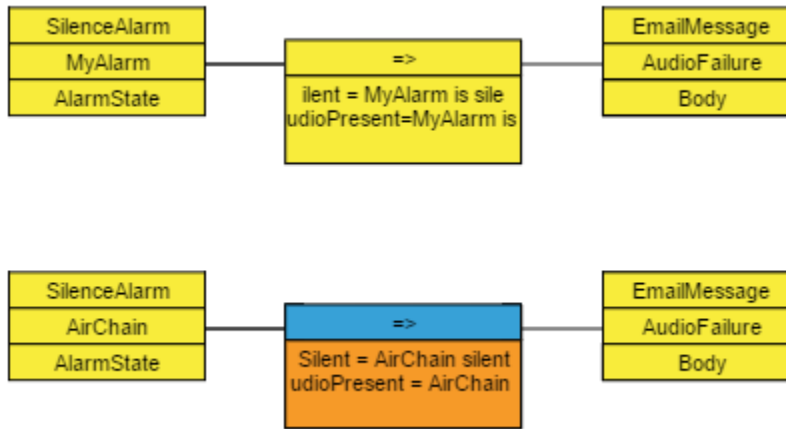 SilenceAlarm
MyAlarm
AlarmState
=>
ilent = MyAlarm is sile
udioPresent=MyAlarm is
EmailMessage
AudioFailure
Body
SilenceAlarm
AirChain
AlarmState
=>
Silent = AirChain silent
udioPresent = AirChain
EmailMessage
AudioFailure
Body